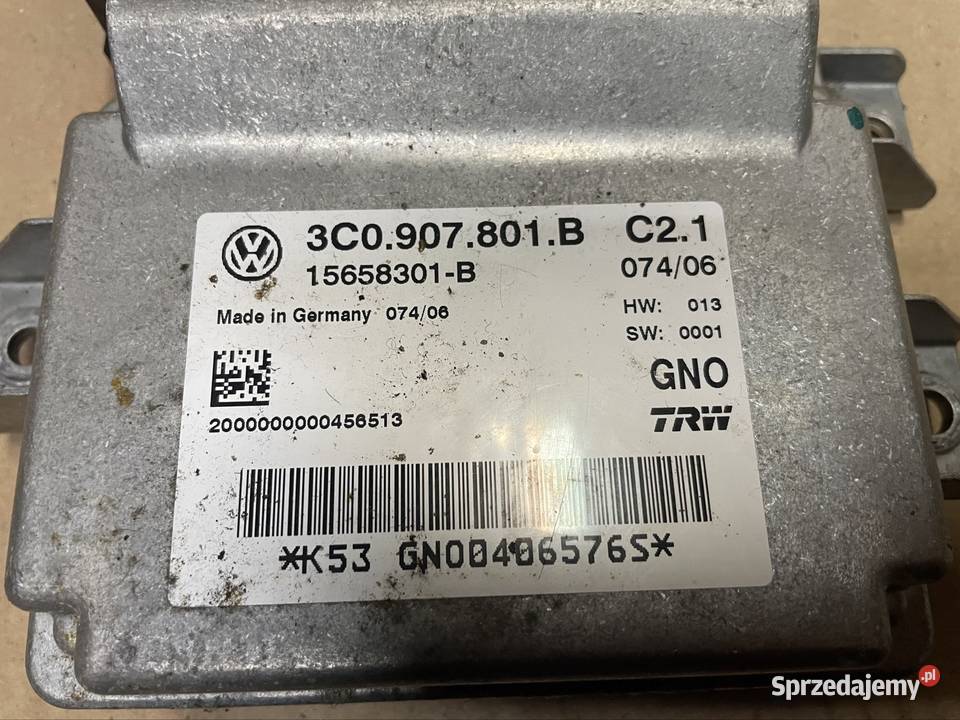 3C0.907.801.B C2.1
15658301-B 074/06
Made in Germany 074/06 HW: 013
SW: 0001
GNO
TRW
2000000000456513
*K53 GNO0406576S*
Sprzedajemy.pl